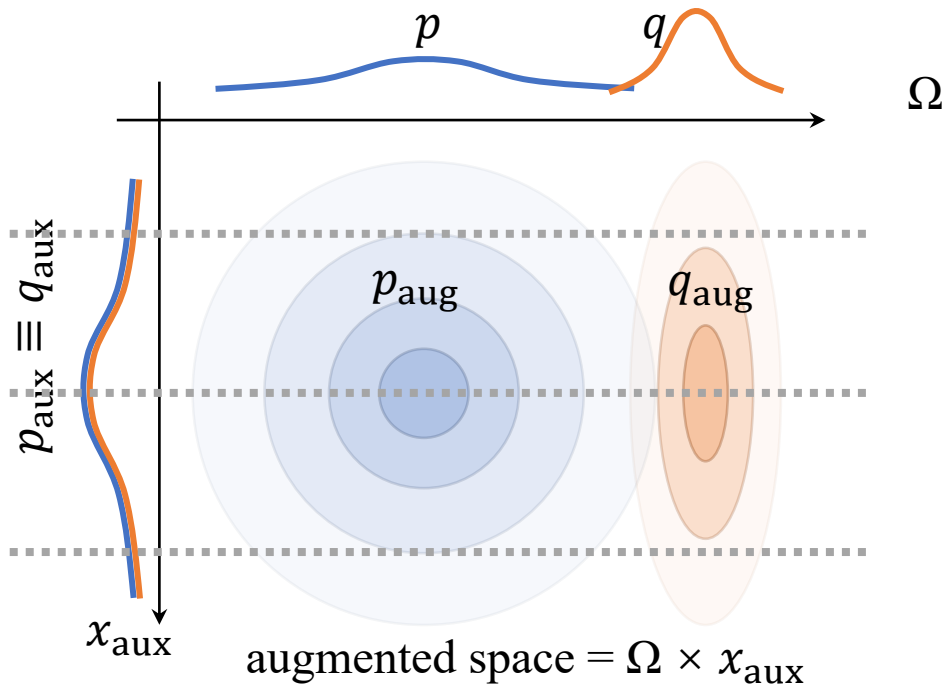 p
q
Ω
p_aux ≡ q_aux
p_aug
q_aug
x_aux
augmented space = Ω × x_aux